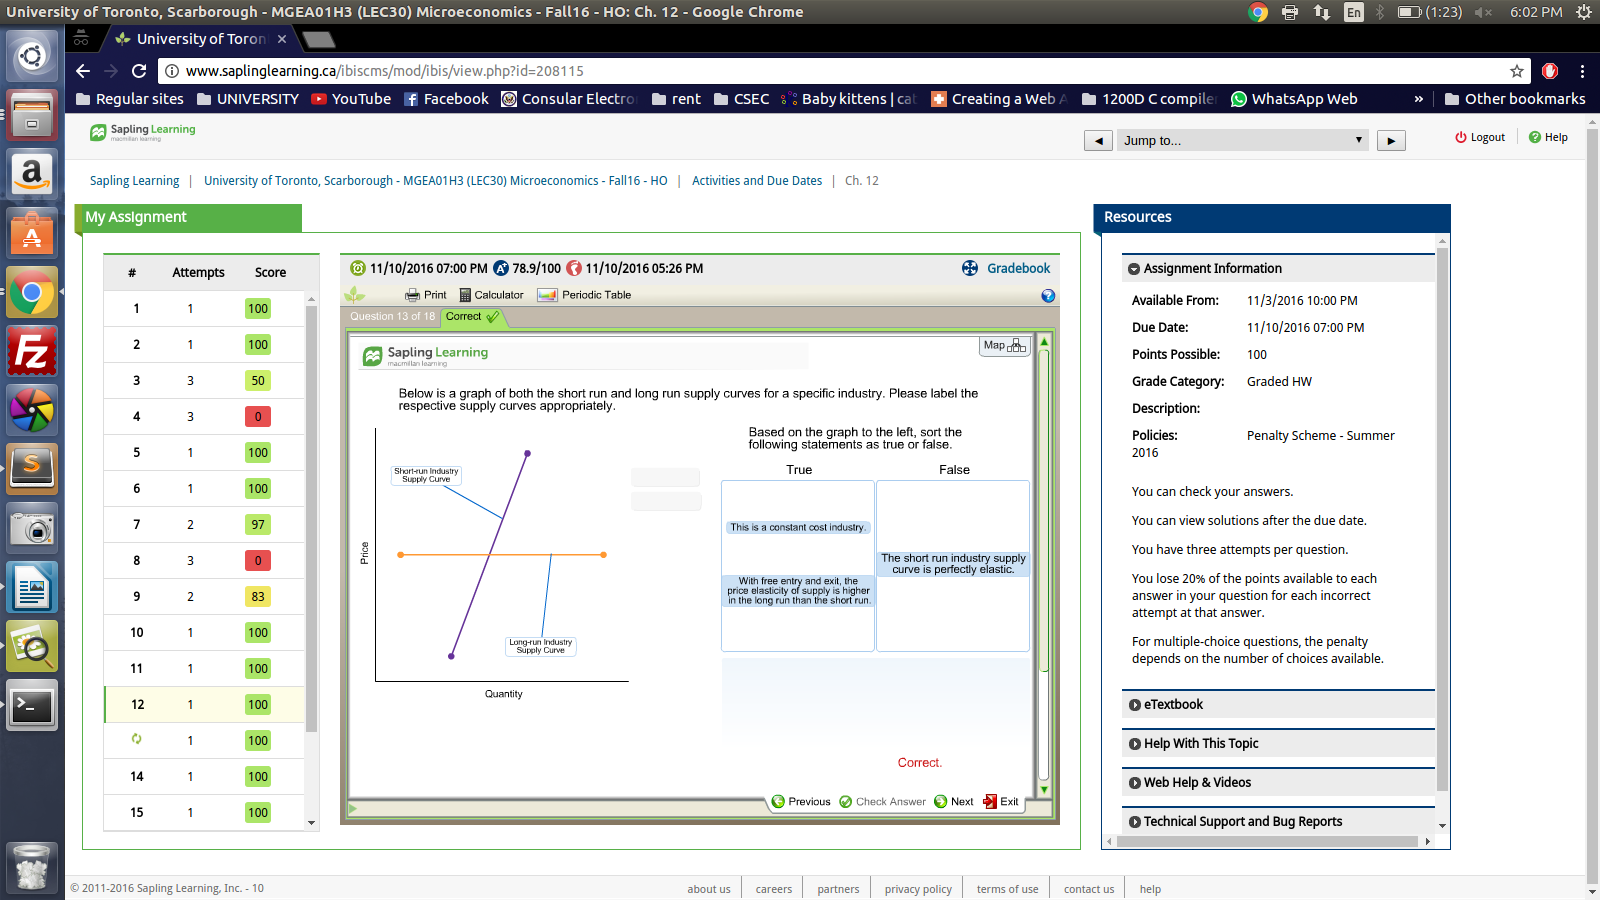 University of Toronto, Scarborough - MGEA01H3 (LEC30) Microeconomics - Fall16 - HO: Ch. 12 - Google Chrome
En
(1:23)
6:02 PM
University of Toron
www.saplinglearning.ca/ibiscms/mod/ibis/view.php?id=208115
Regular sites
UNIVERSITY
YouTube
Facebook
Consular Electro
rent
CSEC
Baby kittens | cat
Creating a Web A
1200D C compiler
WhatsApp Web
»
Other bookmarks
Sapling Learning
macmillan learning
Jump to...
Logout
Help
Sapling Learning | University of Toronto, Scarborough - MGEA01H3 (LEC30) Microeconomics - Fall16 - HO | Activities and Due Dates | Ch. 12
My Assignment
# Attempts Score
1 1 100
2 1 100
3 3 50
4 3 0
5 1 100
6 1 100
7 2 97
8 3 0
9 2 83
10 1 100
11 1 100
12 1 100
1 100
14 1 100
15 1 100
11/10/2016 07:00 PM
78.9/100
11/10/2016 05:26 PM
Gradebook
Print
Calculator
Periodic Table
Question 13 of 18
Correct
Map
Sapling Learning
macmillan learning
Below is a graph of both the short run and long run supply curves for a specific industry. Please label the
respective supply curves appropriately.
Short-run Industry
Supply Curve
Long-run Industry
Supply Curve
Price
Quantity
Based on the graph to the left, sort the
following statements as true or false.
True
False
This is a constant cost industry.
With free entry and exit, the
price elasticity of supply is higher
in the long run than the short run.
The short run industry supply
curve is perfectly elastic.
Correct.
Previous
Check Answer
Next
Exit
Resources
Assignment Information
Available From: 11/3/2016 10:00 PM
Due Date: 11/10/2016 07:00 PM
Points Possible: 100
Grade Category: Graded HW
Description:
Policies: Penalty Scheme - Summer
2016
You can check your answers.
You can view solutions after the due date.
You have three attempts per question.
You lose 20% of the points available to each
answer in your question for each incorrect
attempt at that answer.
For multiple-choice questions, the penalty
depends on the number of choices available.
eTextbook
Help With This Topic
Web Help & Videos
Technical Support and Bug Reports
© 2011-2016 Sapling Learning, Inc. - 10
about us
careers
partners
privacy policy
terms of use
contact us
help